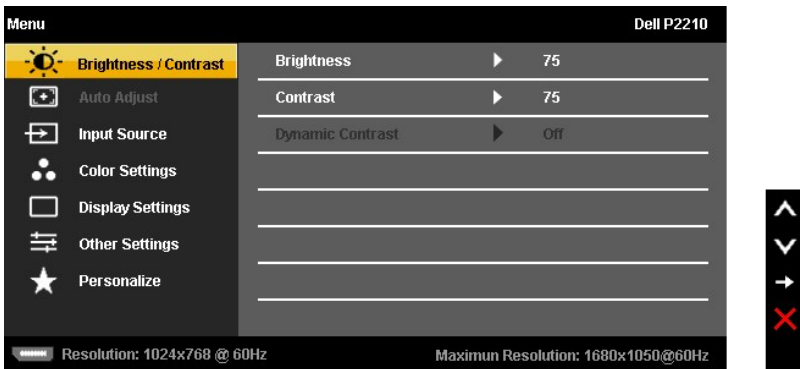 Menu Dell P2210
Brightness / Contrast Brightness 75
Auto Adjust Contrast 75
Input Source Dynamic Contrast Off
Color Settings
Display Settings
Other Settings
Personalize
Resolution: 1024x768 @ 60Hz Maximun Resolution: 1680x1050@60Hz